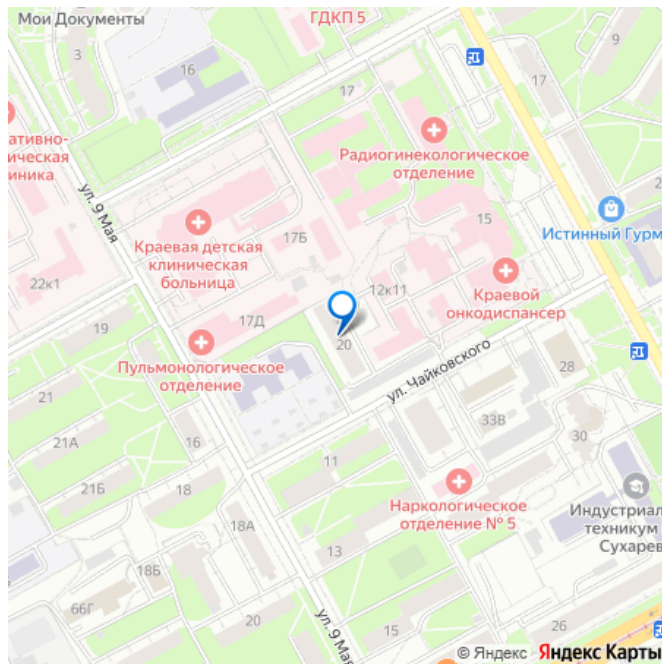 Мои Документы
3
16
ГДКП 5
17
9
17
Радиогинекологическое
отделение
ативно-
ическая
иника
ул. 9 Мая
Краевая детская
клиническая
больница
17Б
15
Истинный Гурм
12к11
Краевой
онкодиспансер
22к1
19
17Д
20
Пульмонологическое
отделение
ул. Чайковского
28
21
33В
30
21А
16
11
21Б
18
Наркологическое
отделение № 5
Индустриал
техникум
Сухарев
18А
13
18Б
66Г
20
ул. 9 Мая
15
26
© Яндекс Яндекс Карты